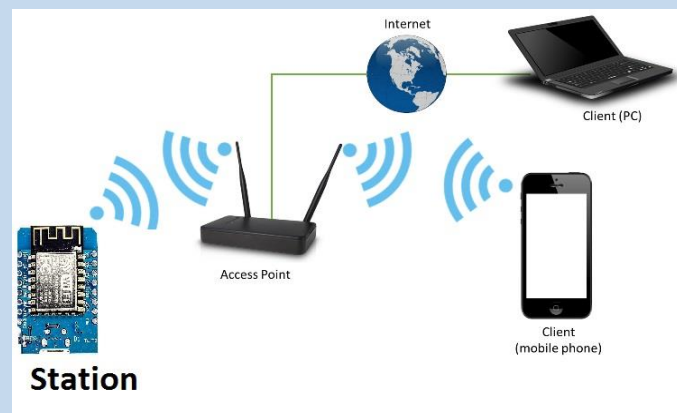 Internet
Client (PC)
Access Point
Client
(mobile phone)
Station